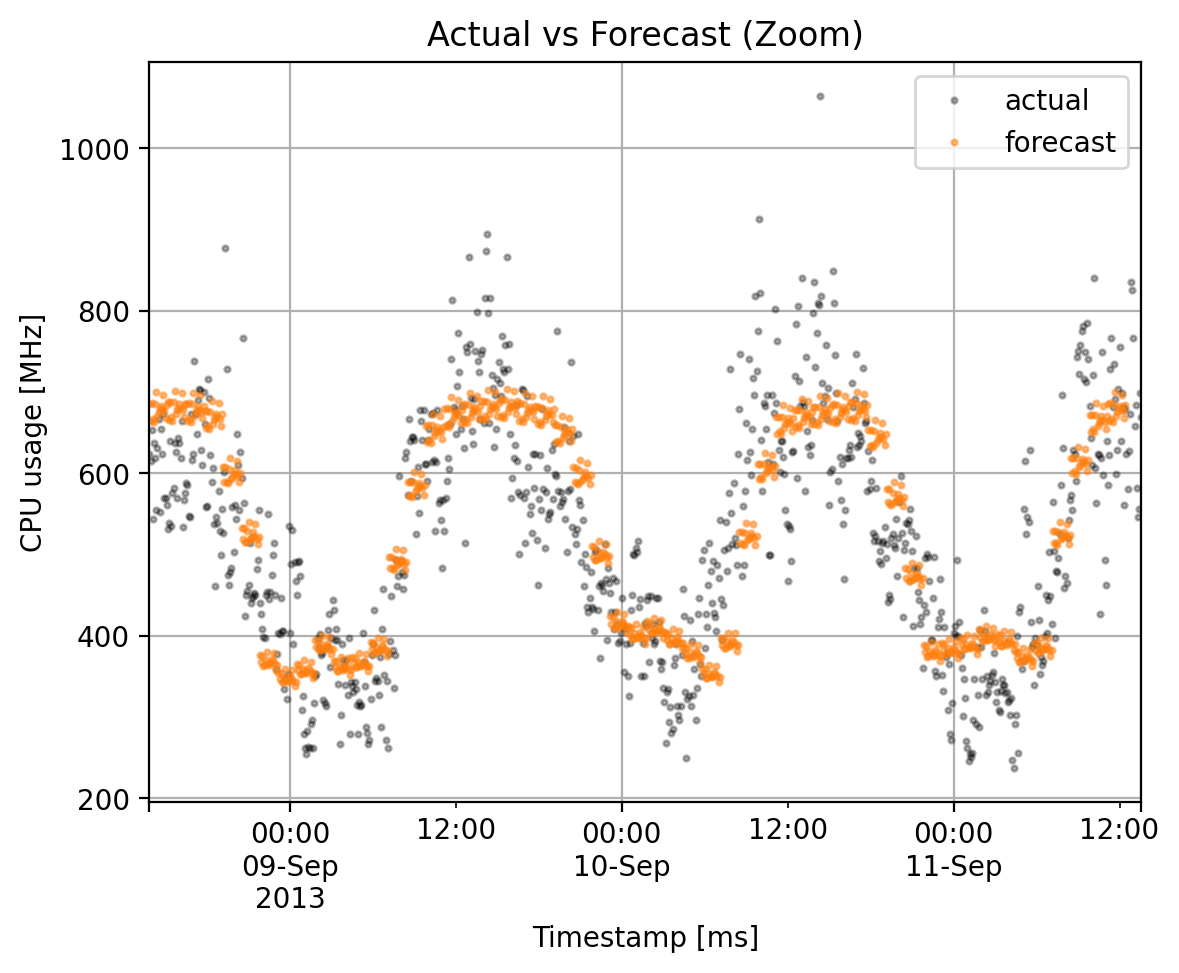 Actual vs Forecast (Zoom)
actual
forecast
CPU usage [MHz]
1000
800
600
400
200
00:00 12:00 00:00 12:00 00:00 12:00
09-Sep 10-Sep 11-Sep
2013
Timestamp [ms]